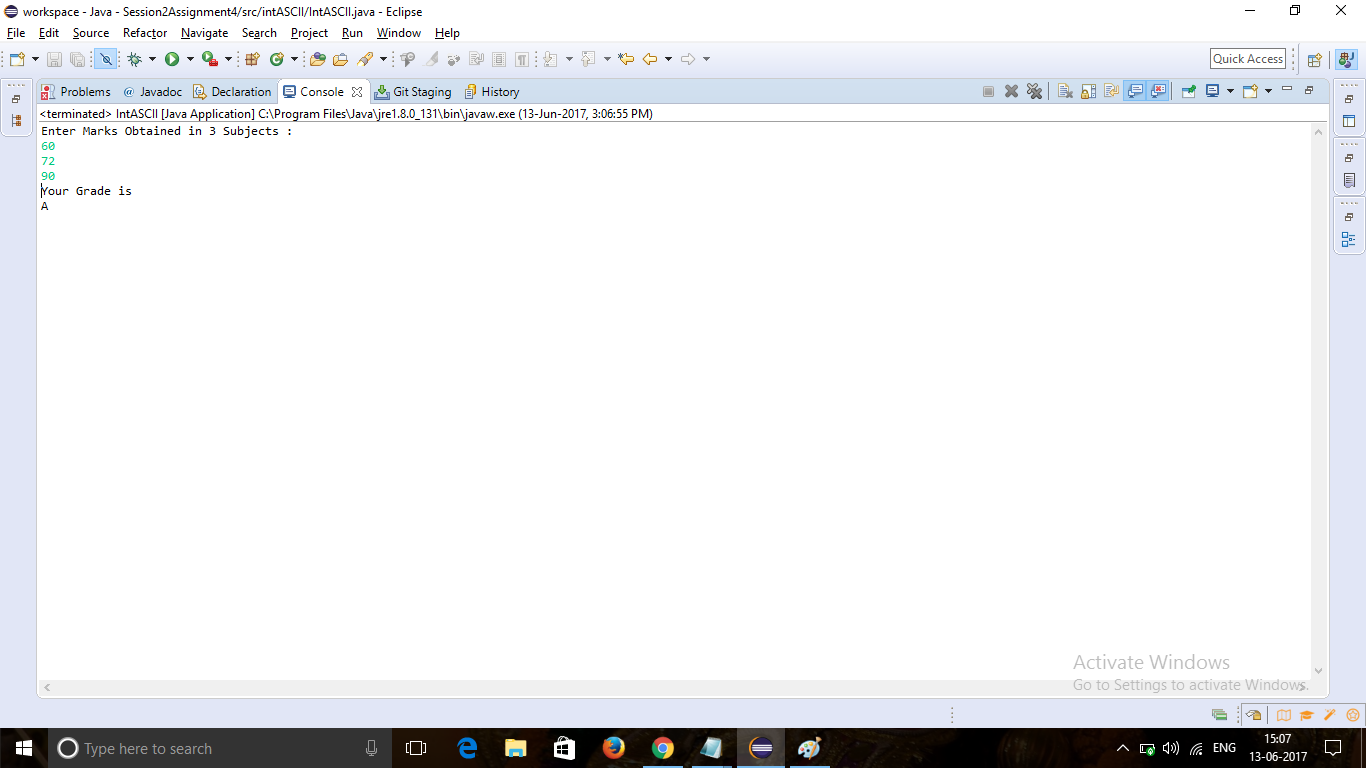 workspace - Java - Session2Assignment4/src/intASCII/IntASCII.java - Eclipse
File Edit Source Refactor Navigate Search Project Run Window Help
Quick Access
Problems @ Javadoc Declaration Console Git Staging History
<terminated> IntASCII [Java Application] C:\Program Files\Java\jre1.8.0_131\bin\javaw.exe (13-Jun-2017, 3:06:55 PM)
Enter Marks Obtained in 3 Subjects :
60
72
90
Your Grade is
A
Activate Windows
Go to Settings to activate Windows.
Type here to search
ENG
15:07
13-06-2017